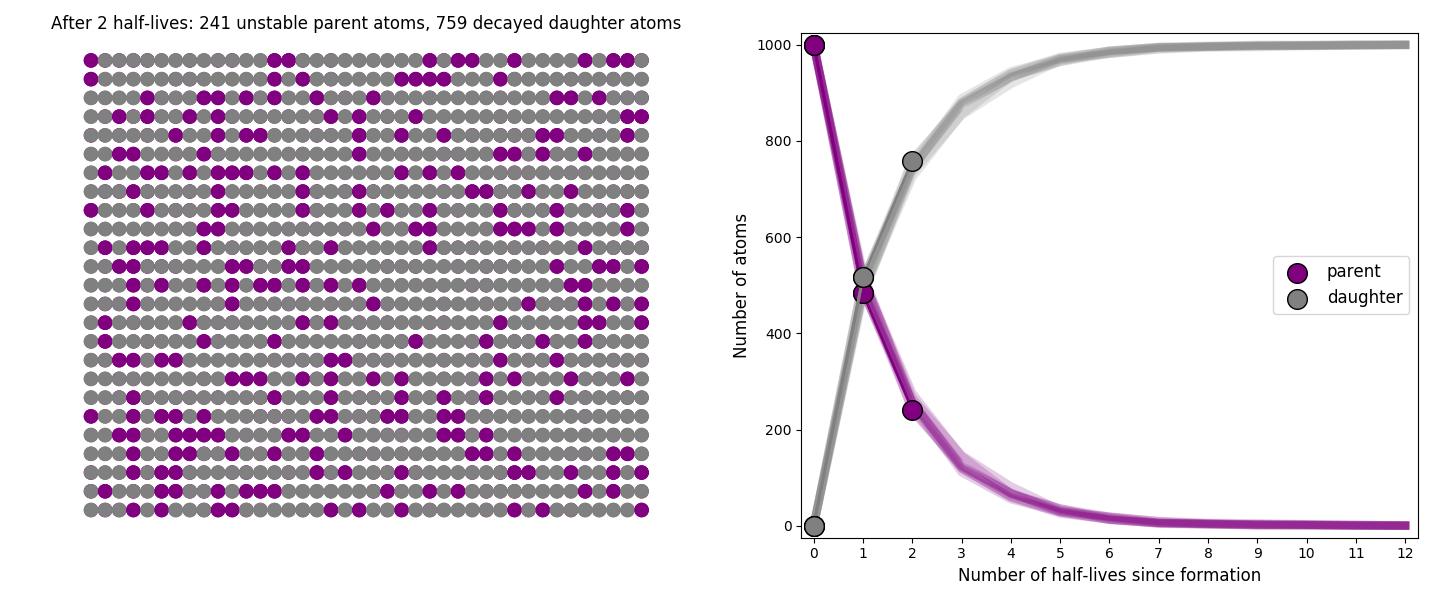 After 2 half-lives: 241 unstable parent atoms, 759 decayed daughter atoms
1000
800
600
400
200
0
Number of atoms
parent
daughter
0 1 2 3 4 5 6 7 8 9 10 11 12
Number of half-lives since formation